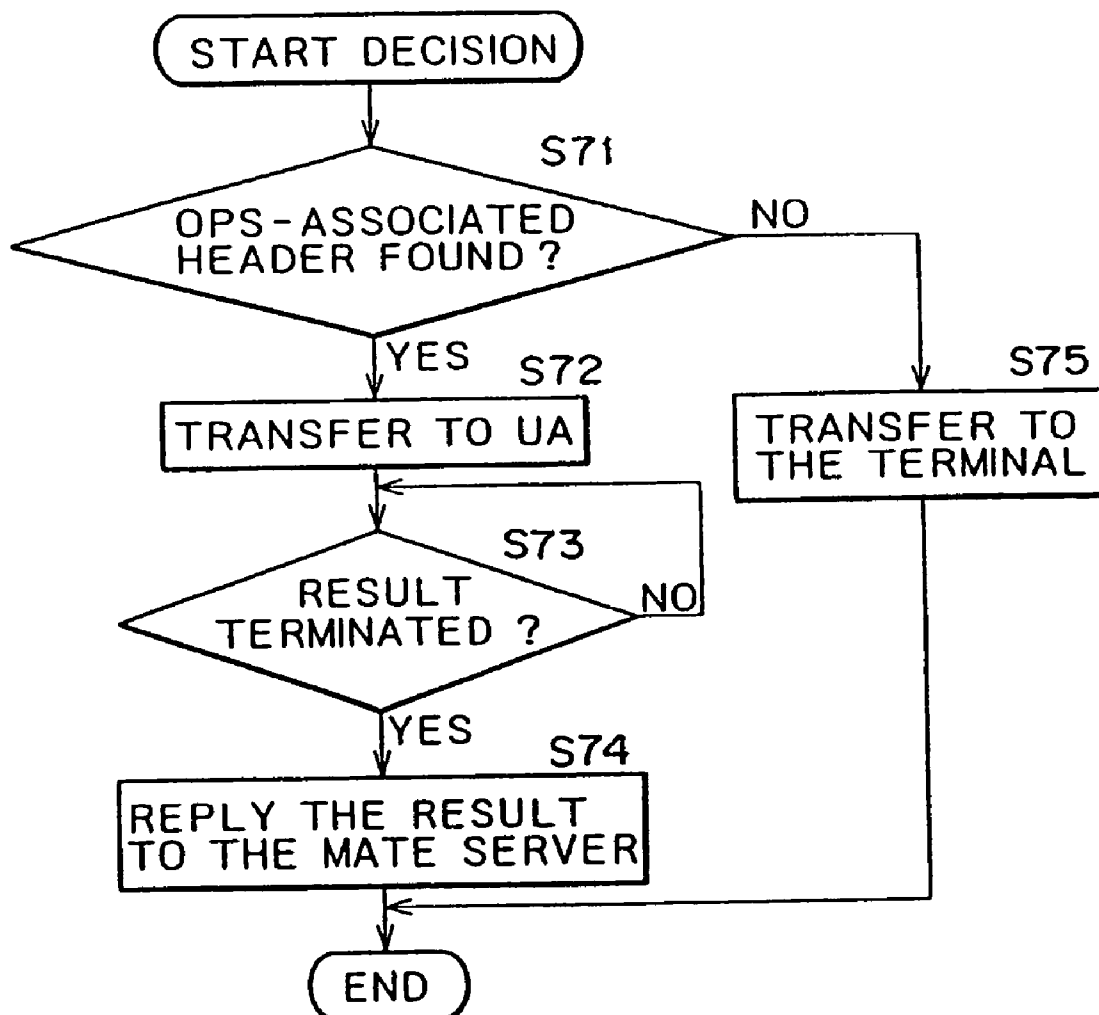 START DECISION
S71
OPS-ASSOCIATED
HEADER FOUND ?
NO
YES
S72
TRANSFER TO UA
S75
TRANSFER TO
THE TERMINAL
S73
RESULT
TERMINATED ?
NO
YES
S74
REPLY THE RESULT
TO THE MATE SERVER
END